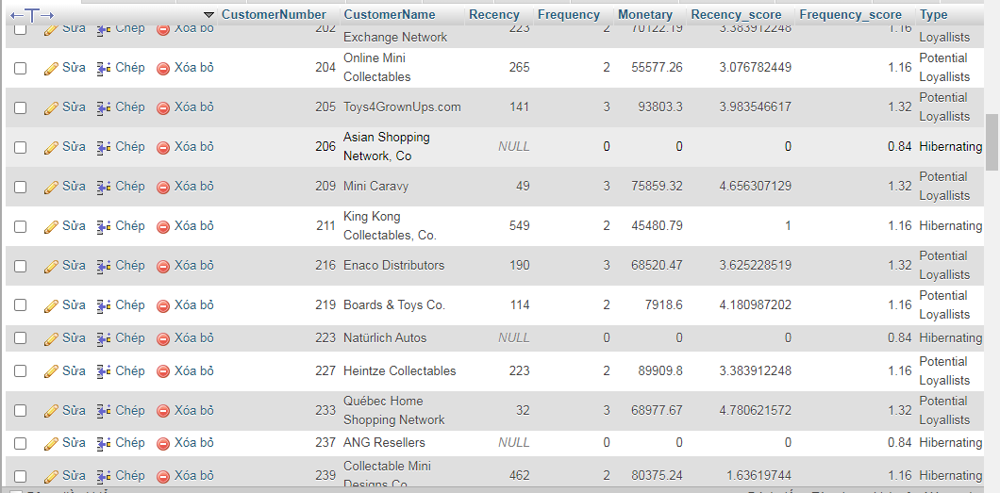 ←T→ CustomerNumber CustomerName Recency Frequency Monetary Recency_score Frequency_score Type
Sửa Chép Xóa bỏ 202 Exchange Network 223 2 70122.19 3.383912248 1.16 Loyallists
Sửa Chép Xóa bỏ 204 Online Mini Collectables 265 2 55577.26 3.076782449 1.16 Potential Loyallists
Sửa Chép Xóa bỏ 205 Toys4GrownUps.com 141 3 93803.3 3.983546617 1.32 Potential Loyallists
Sửa Chép Xóa bỏ 206 Asian Shopping Network, Co NULL 0 0 0 0.84 Hibernating
Sửa Chép Xóa bỏ 209 Mini Caravy 49 3 75859.32 4.656307129 1.32 Potential Loyallists
Sửa Chép Xóa bỏ 211 King Kong Collectables, Co. 549 2 45480.79 1 1.16 Hibernating
Sửa Chép Xóa bỏ 216 Enaco Distributors 190 3 68520.47 3.625228519 1.32 Potential Loyallists
Sửa Chép Xóa bỏ 219 Boards & Toys Co. 114 2 7918.6 4.180987202 1.16 Potential Loyallists
Sửa Chép Xóa bỏ 223 Natürlich Autos NULL 0 0 0 0.84 Hibernating
Sửa Chép Xóa bỏ 227 Heintze Collectables 223 2 89909.8 3.383912248 1.16 Potential Loyallists
Sửa Chép Xóa bỏ 233 Québec Home Shopping Network 32 3 68977.67 4.780621572 1.32 Potential Loyallists
Sửa Chép Xóa bỏ 237 ANG Resellers NULL 0 0 0 0.84 Hibernating
Sửa Chép Xóa bỏ 239 Collectable Mini Designs Co. 462 2 80375.24 1.63619744 1.16 Hibernating